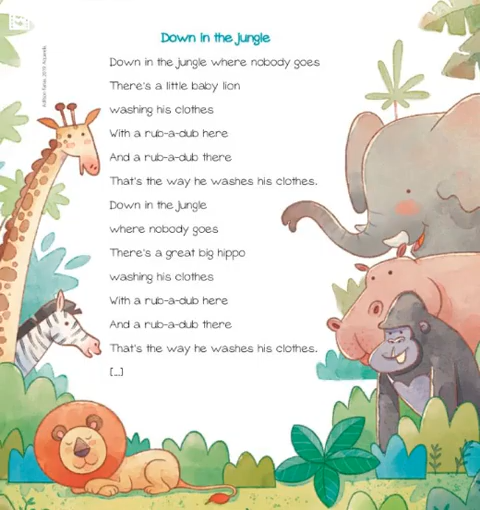 Down in the jungle
Down in the jungle where nobody goes
There's a little baby lion
washing his clothes
With a rub-a-dub here
And a rub-a-dub there
That's the way he washes his clothes.
Down in the jungle
where nobody goes
There's a great big hippo
washing his clothes
With a rub-a-dub here
And a rub-a-dub there
That's the way he washes his clothes.
[...]